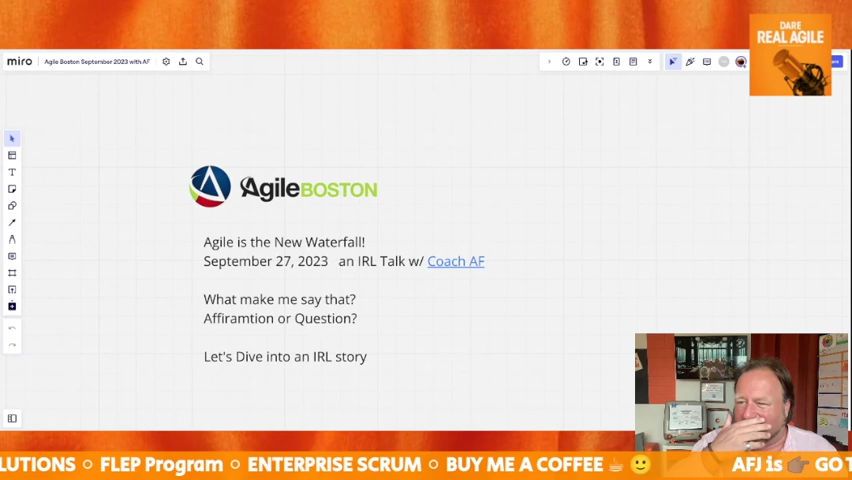 DARE
REAL AGILE
miro
Agile Boston September 2023 with AF
AgileBOSTON
Agile is the New Waterfall!
September 27, 2023 an IRL Talk w/ Coach AF
What make me say that?
Affiramtion or Question?
Let's Dive into an IRL story
LUTIONS ○ FLEP Program ○ ENTERPRISE SCRUM ○ BUY ME A COFFEE ☕ 🙂 AFJ is 👉🏽 GOT